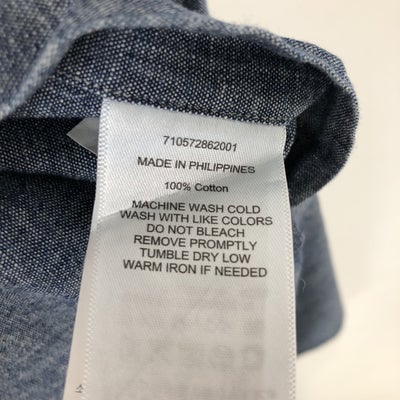 710572862001
MADE IN PHILIPPINES
100% Cotton
MACHINE WASH COLD
WASH WITH LIKE COLORS
DO NOT BLEACH
REMOVE PROMPTLY
TUMBLE DRY LOW
WARM IRON IF NEEDED